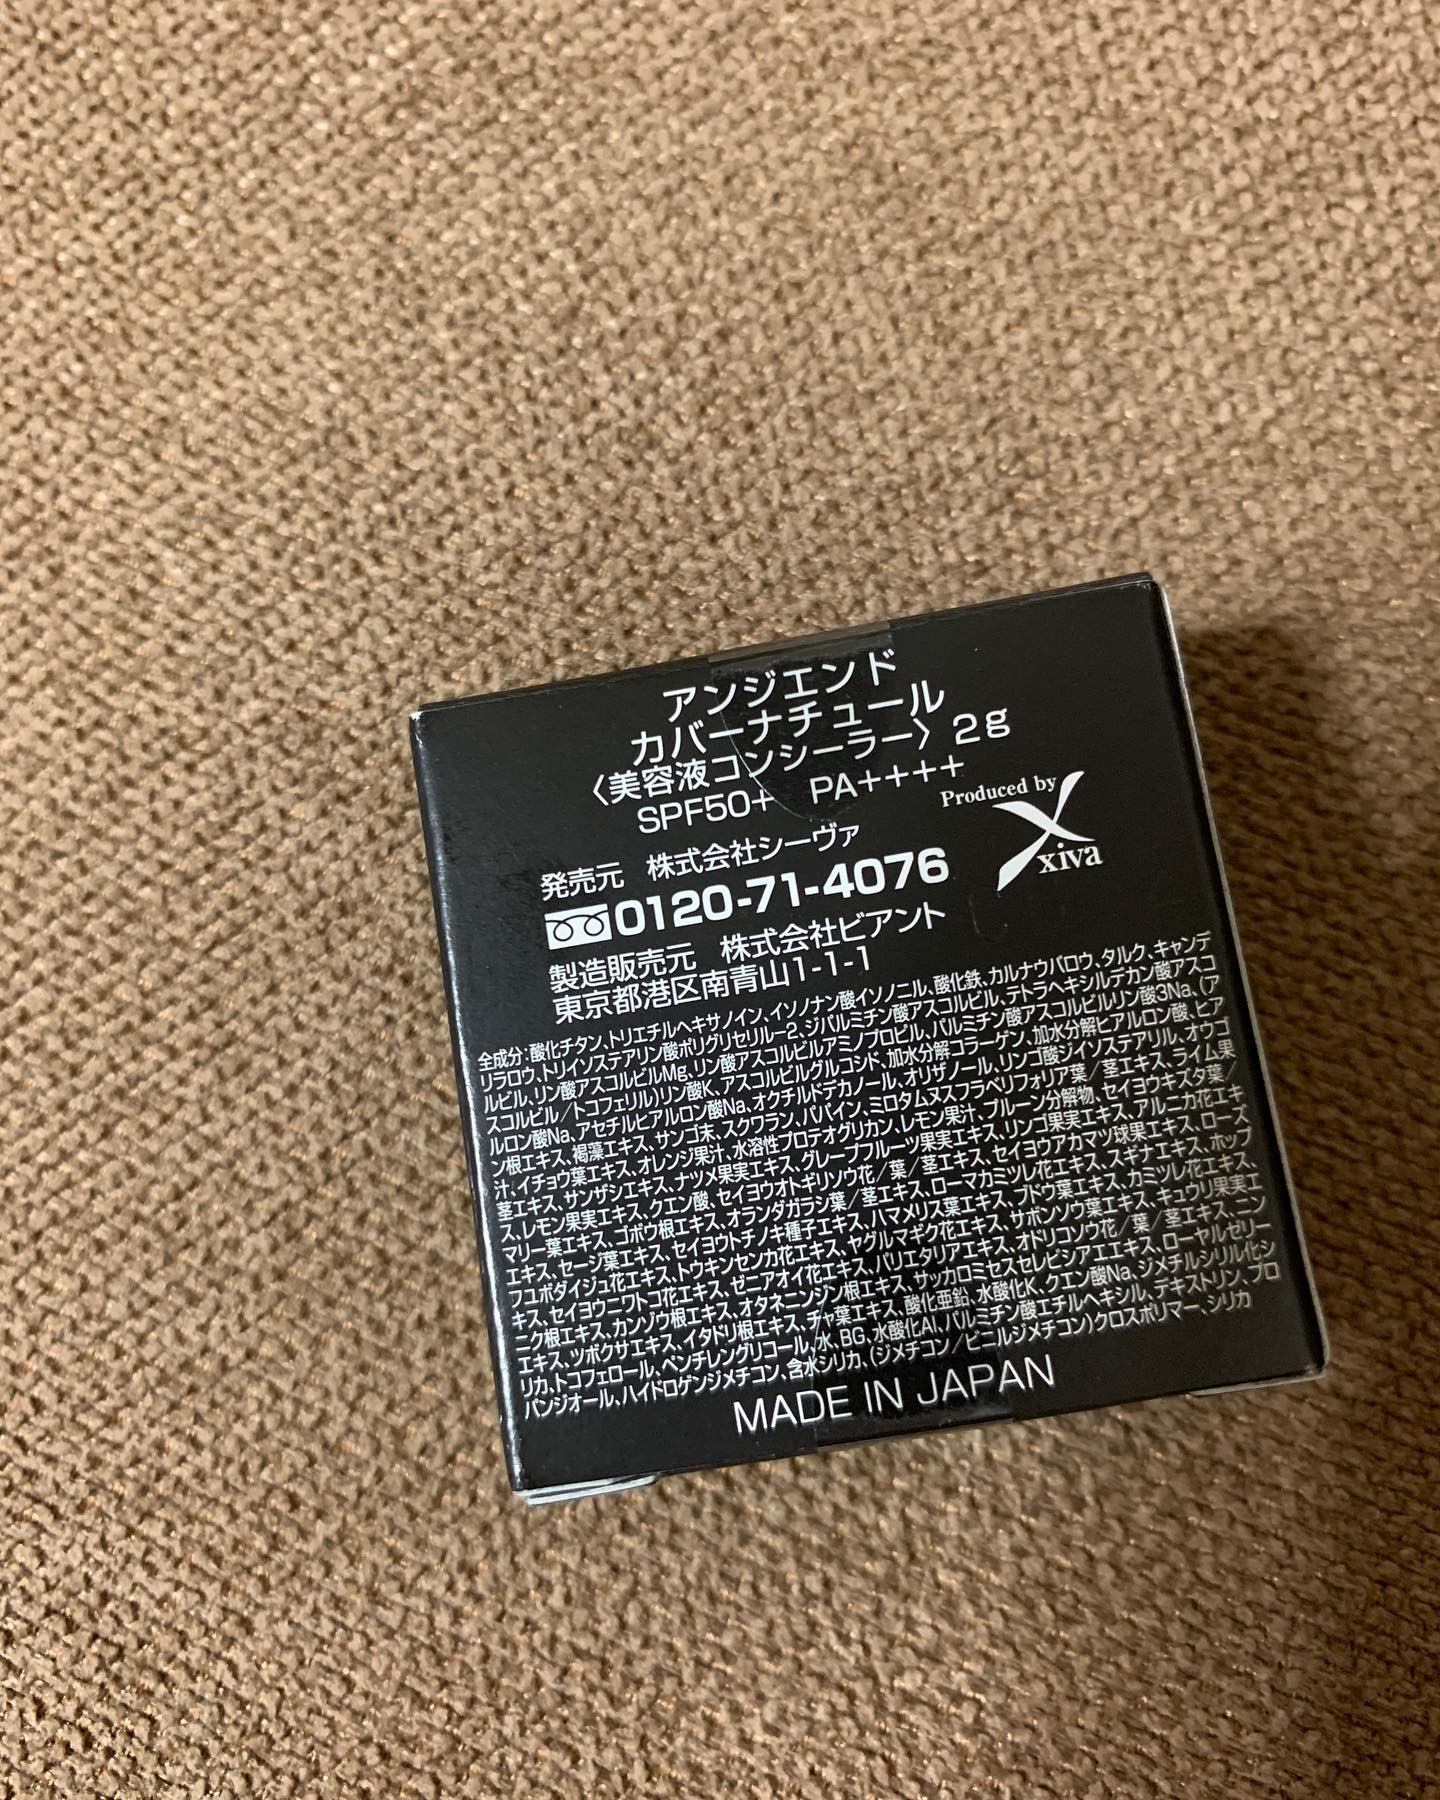 アンジエンド
カバーナチュール
〈美容液コンシーラー〉2g
SPF50+ PA++++
Produced by
xiva
発売元 株式会社シーヴァ
0120-71-4076
製造販売元 株式会社ビアント
東京都港区南青山1-1-1
全成分:酸化チタン、トリエチルヘキサノイン、イソノナン酸イソノニル、酸化鉄、カルナウバロウ、タルク、キャンデ
リラロウ、トリイソステアリン酸ポリグリセリル-2、ジパルミチン酸アスコルビル、テトラヘキシルデカン酸アスコ
ルビル、リン酸アスコルビルMg、リン酸アスコルビルアミノプロピル、パルミチン酸アスコルビルリン酸3Na、(ア
スコルビル/トコフェリル)リン酸K、アスコルビルグルコシド、加水分解コラーゲン、加水分解ヒアルロン酸、ヒア
ルロン酸Na、アセチルヒアルロン酸Na、オクチルドデカノール、オリザノール、リンゴ酸ジイソステアリル、オウゴ
ン根エキス、褐藻エキス、サンゴ末、スクワラン、パパイン、ミロタムヌスフラベリフォリア葉/茎エキス、ライム果
汁、イチョウ葉エキス、オレンジ果汁、水溶性プロテオグリカン、レモン果汁、プルーン分解物、セイヨウキズタ葉/
茎エキス、サンザシエキス、ナツメ果実エキス、グレープフルーツ果実エキス、リンゴ果実エキス、アルニカ花エキ
ス、レモン果実エキス、クエン酸、セイヨウオトギリソウ花/葉/茎エキス、セイヨウアカマツ球果エキス、ローズ
マリー葉エキス、ゴボウ根エキス、オランダガラシ葉/茎エキス、ローマカミツレ花エキス、スギナエキス、ホップ
エキス、セージ葉エキス、セイヨウトチノキ種子エキス、ハマメリス葉エキス、ブドウ葉エキス、カミツレ花エキス、
フユボダイジュ花エキス、トウキンセンカ花エキス、ヤグルマギク花エキス、サボンソウ葉エキス、キュウリ果実エ
キス、セイヨウニワトコ花エキス、ゼニアオイ花エキス、パリエタリアエキス、オドリコソウ花/葉/茎エキス、ニン
ニク根エキス、カンゾウ根エキス、オタネニンジン根エキス、サッカロミセスセレビシアエエキス、ローヤルゼリー
エキス、ツボクサエキス、イタドリ根エキス、チャ葉エキス、酸化亜鉛、水酸化K、クエン酸Na、ジメチルシリル化シ
リカ、トコフェロール、ペンチレングリコール、水、BG、水酸化Al、パルミチン酸エチルヘキシル、デキストリン、プロ
パンジオール、ハイドロゲンジメチコン、含水シリカ、(ジメチコン/ビニルジメチコン)クロスポリマー、シリカ
MADE IN JAPAN